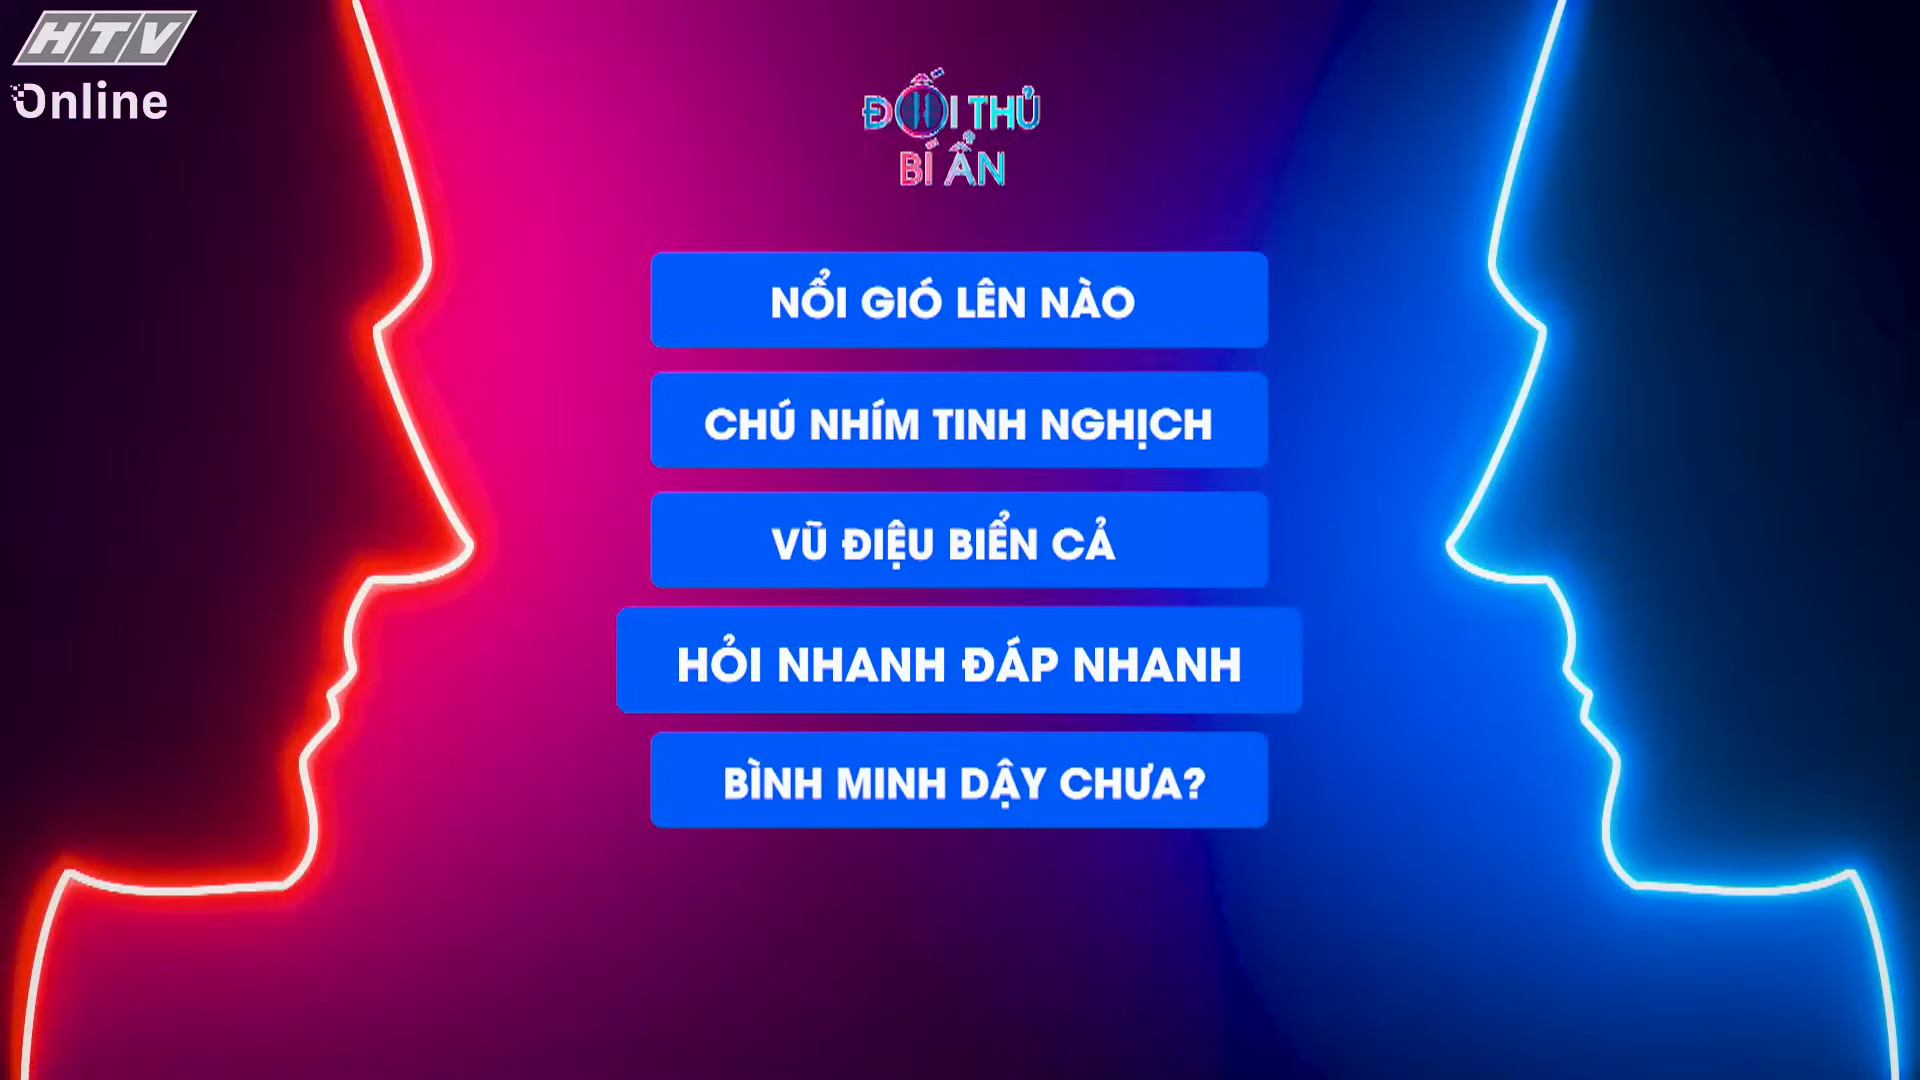 HTV
Online
ĐỐI THỦ
BÍ ẨN
NỔI GIÓ LÊN NÀO
CHÚ NHÍM TINH NGHỊCH
VŨ ĐIỆU BIỂN CẢ
HỎI NHANH ĐÁP NHANH
BÌNH MINH DẬY CHƯA?